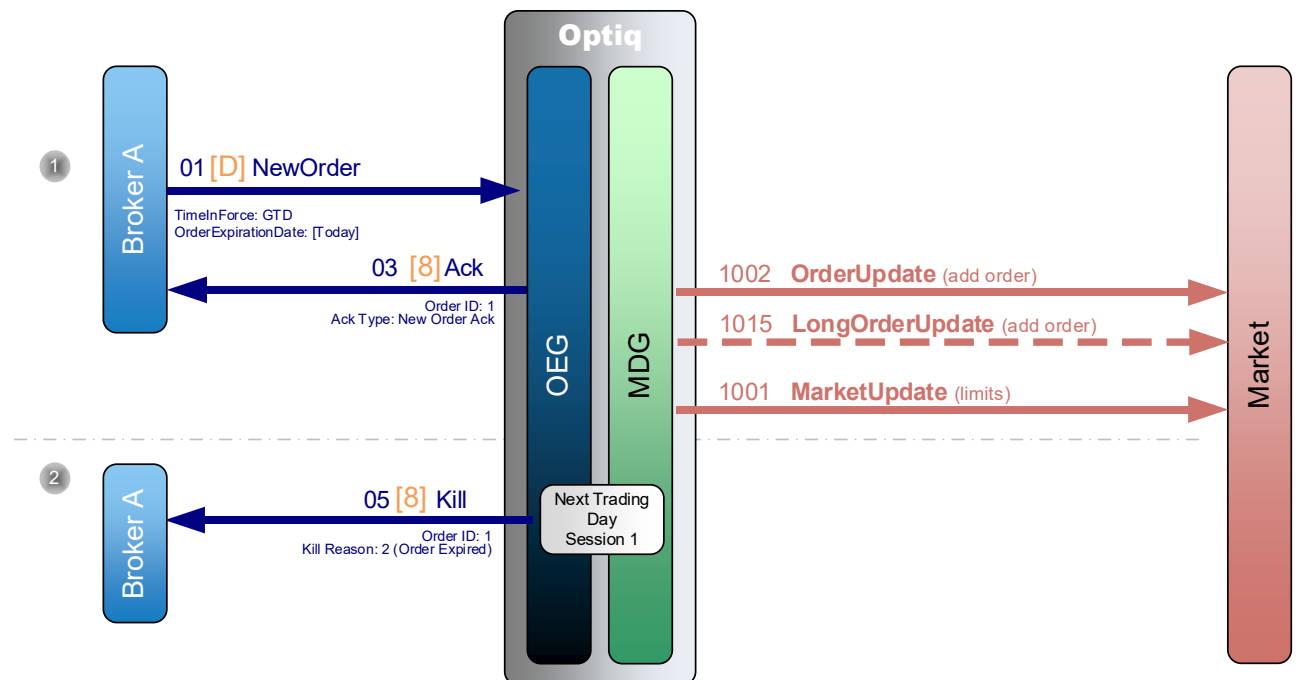 Optiq
1
Broker A
01 [D] NewOrder
TimeInForce: GTD
OrderExpirationDate: [Today]
03 [8] Ack
Order ID: 1
Ack Type: New Order Ack
OEG
MDG
1002 OrderUpdate (add order)
1015 LongOrderUpdate (add order)
1001 MarketUpdate (limits)
Market
2
Broker A
05 [8] Kill
Order ID: 1
Kill Reason: 2 (Order Expired)
Next Trading
Day
Session 1